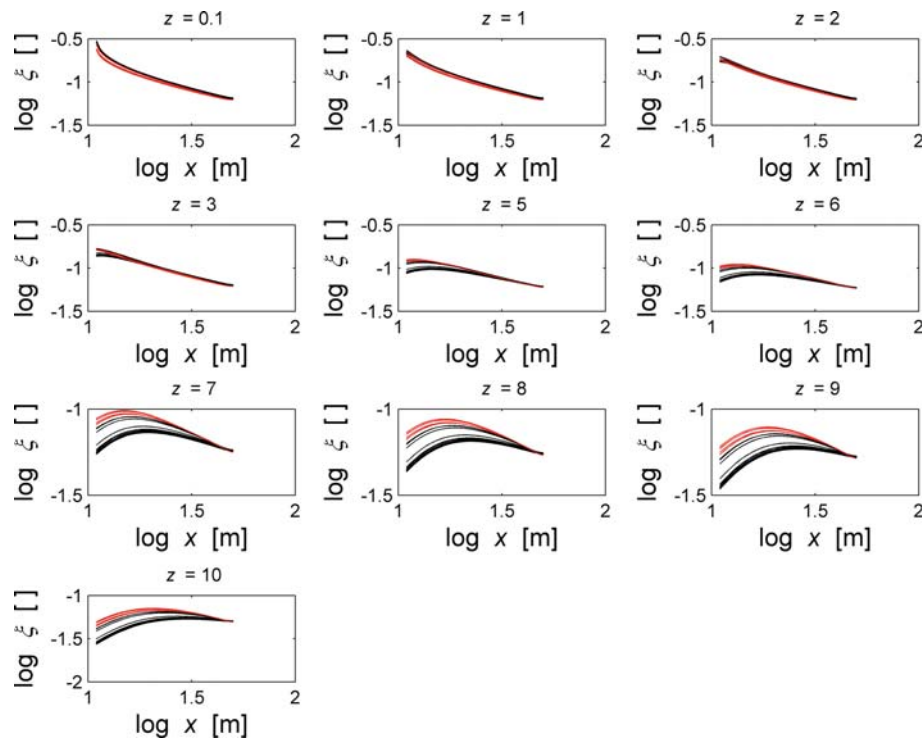 z = 0.1
z = 1
z = 2
log ξ [ ]
-0.5
-1
-1.5
1
1.5
2
log x [m]
log ξ [ ]
-0.5
-1
-1.5
1
1.5
2
log x [m]
log ξ [ ]
-0.5
-1
-1.5
1
1.5
2
log x [m]
z = 3
z = 5
z = 6
log ξ [ ]
-0.5
-1
-1.5
1
1.5
2
log x [m]
log ξ [ ]
-0.5
-1
-1.5
1
1.5
2
log x [m]
log ξ [ ]
-0.5
-1
-1.5
1
1.5
2
log x [m]
z = 7
z = 8
z = 9
log ξ [ ]
-1
-1.5
1
1.5
2
log x [m]
log ξ [ ]
-1
-1.5
1
1.5
2
log x [m]
log ξ [ ]
-1
-1.5
1
1.5
2
log x [m]
z = 10
log ξ [ ]
-1
-1.5
-2
1
1.5
2
log x [m]